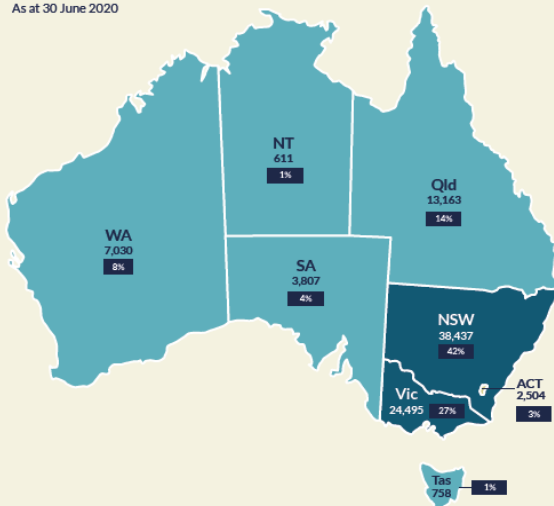 As at 30 June 2020
NT
611
1%
Qld
13,163
14%
WA
7,030
8%
SA
3,807
4%
NSW
38,437
42%
ACT
2,504
3%
Vic
24,495 27%
Tas
758 1%